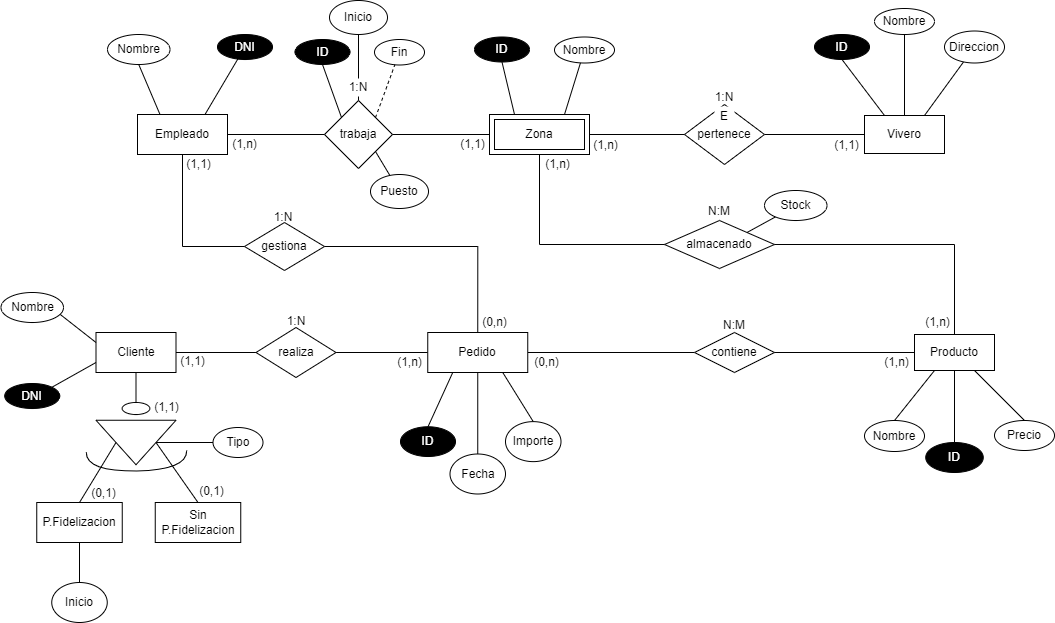 Inicio
Nombre
Nombre
DNI
ID
Fin
ID
Nombre
ID
Direccion
1:N
1:N
E
Empleado
trabaja
Zona
pertenece
Vivero
(1,n)
(1,1)
(1,n)
(1,1)
(1,1)
(1,n)
Puesto
Stock
1:N
N:M
gestiona
almacenado
Nombre
1:N
(0,n)
N:M
(1,n)
Cliente
realiza
Pedido
contiene
Producto
(1,1)
(1,n)
(0,n)
(1,n)
DNI
(1,1)
Tipo
ID
Importe
Nombre
Precio
ID
Fecha
(0,1)
(0,1)
P.Fidelizacion
Sin
P.Fidelizacion
Inicio